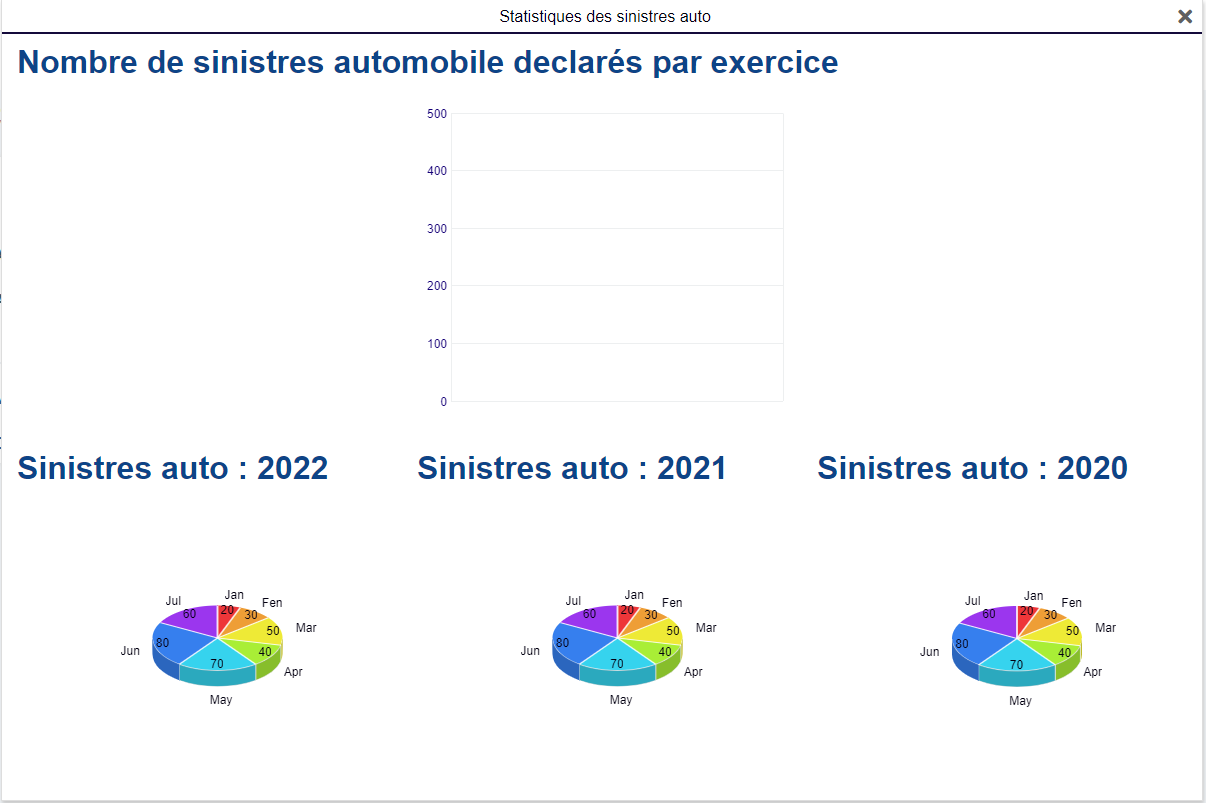 Statistiques des sinistres auto
Nombre de sinistres automobile declarés par exercice
500
400
300
200
100
0
Sinistres auto : 2022
Sinistres auto : 2021
Sinistres auto : 2020
Jan
Fen
Mar
Apr
May
Jun
Jul
20
30
50
40
70
80
60
Jan
Fen
Mar
Apr
May
Jun
Jul
20
30
50
40
70
80
60
Jan
Fen
Mar
Apr
May
Jun
Jul
20
30
50
40
70
80
60